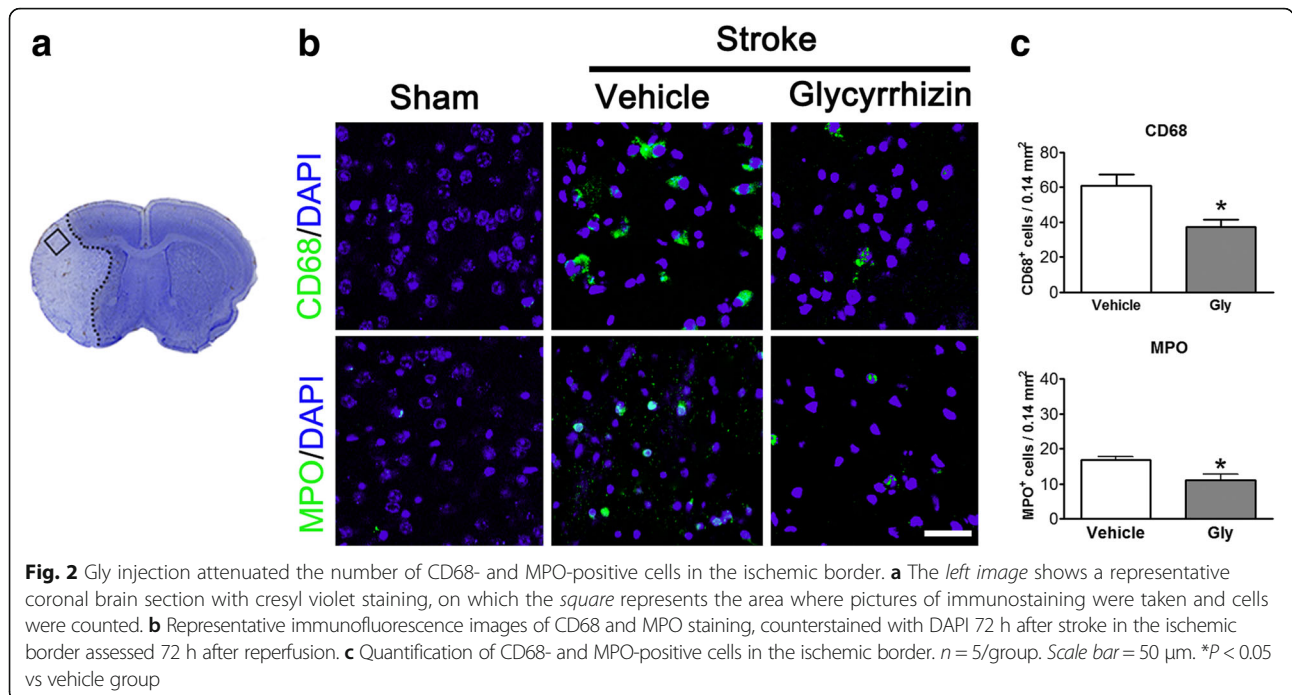 a
b
Stroke
Sham
Vehicle
Glycyrrhizin
CD68/DAPI
MPO/DAPI
c
CD68
CD68+ cells / 0.14 mm2
80
60
40
20
0
*
Vehicle
Gly
MPO
MPO+ cells / 0.14 mm2
40
30
20
10
0
*
Vehicle
Gly
Fig. 2 Gly injection attenuated the number of CD68- and MPO-positive cells in the ischemic border. a The left image shows a representative
coronal brain section with cresyl violet staining, on which the square represents the area where pictures of immunostaining were taken and cells
were counted. b Representative immunofluorescence images of CD68 and MPO staining, counterstained with DAPI 72 h after stroke in the ischemic
border assessed 72 h after reperfusion. c Quantification of CD68- and MPO-positive cells in the ischemic border. n = 5/group. Scale bar = 50 μm. *P < 0.05
vs vehicle group